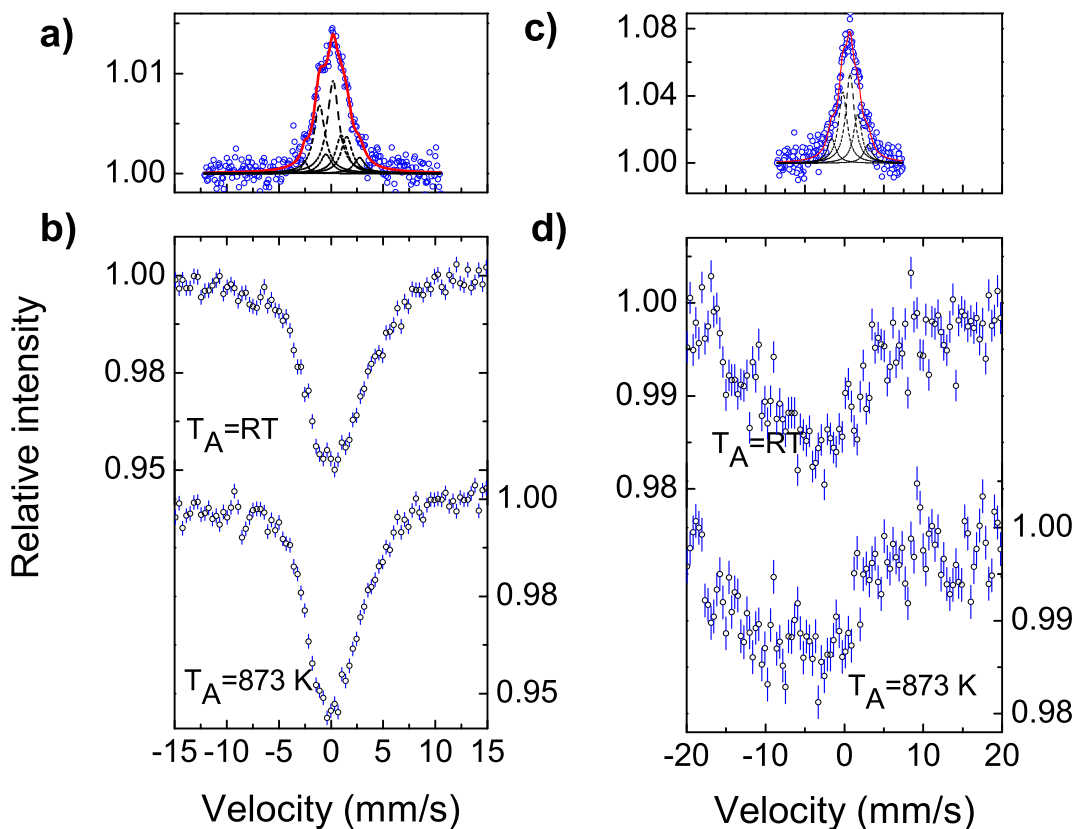 a)
1.01
1.00
c)
1.08
1.04
1.00
Relative intensity
b)
1.00
0.98
0.95
T_A=RT
1.00
0.98
0.95
T_A=873 K
-15 -10 -5 0 5 10 15
Velocity (mm/s)
d)
1.00
0.99
0.98
T_A=RT
1.00
0.99
0.98
T_A=873 K
-20 -10 0 10 20
Velocity (mm/s)